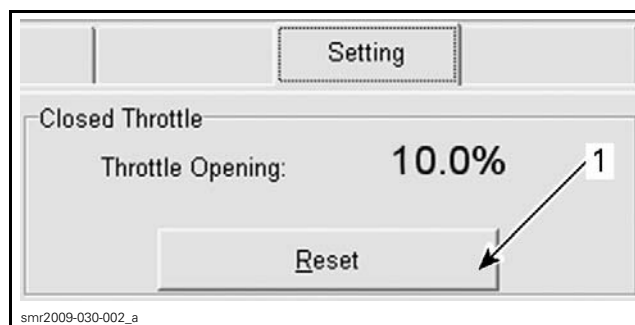 Setting
Closed Throttle
Throttle Opening: 10.0% 1
Reset
smr2009-030-002_a